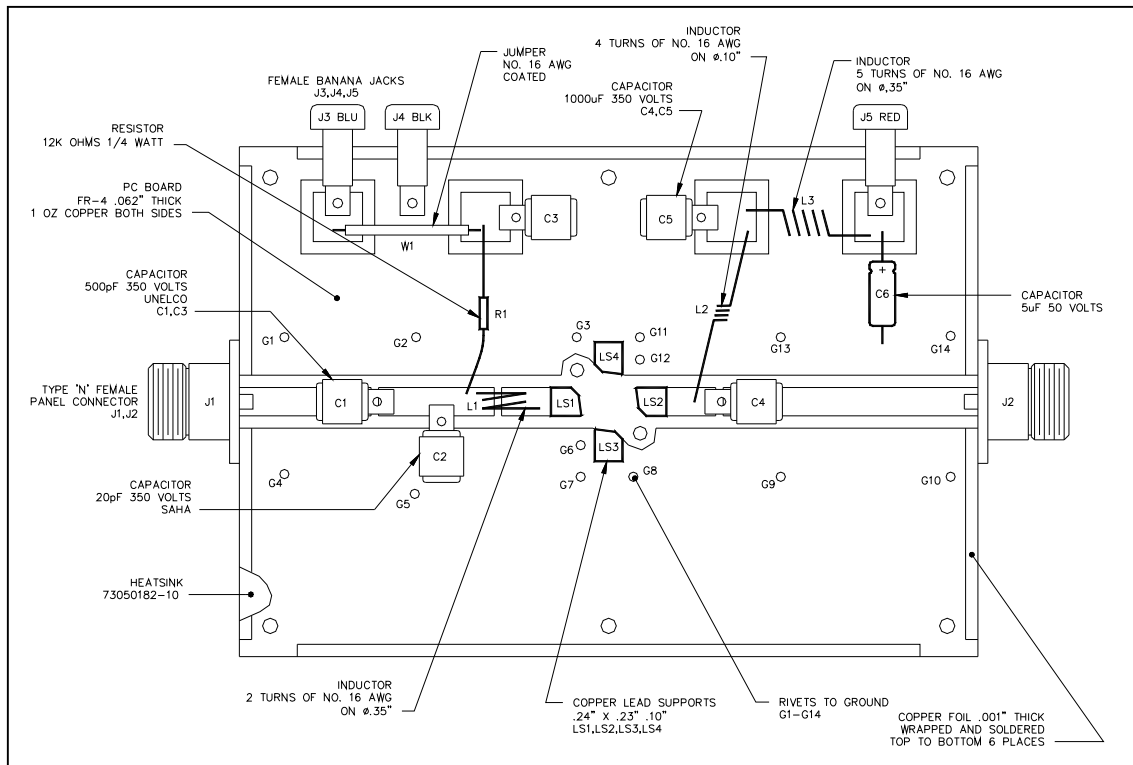 INDUCTOR
4 TURNS OF NO. 16 AWG
ON ø.10"
JUMPER
NO. 16 AWG
COATED
INDUCTOR
5 TURNS OF NO. 16 AWG
ON ø.35"
FEMALE BANANA JACKS
J3,J4,J5
CAPACITOR
1000uF 350 VOLTS
C4,C5
J3 BLU
J4 BLK
J5 RED
RESISTOR
12K OHMS 1/4 WATT
PC BOARD
FR-4 .062" THICK
1 OZ COPPER BOTH SIDES
L3
C3
C5
W1
CAPACITOR
500pF 350 VOLTS
UNELCO
C1,C3
+
C6
CAPACITOR
5uF 50 VOLTS
R1
L2
G1
G2
G3
G11
G12
G13
G14
LS4
TYPE "N" FEMALE
PANEL CONNECTOR
J1,J2
J1
C1
L1
LS1
LS2
C4
J2
C2
G6
LS3
G4
G5
G7
G8
G9
G10
CAPACITOR
20pF 350 VOLTS
SAHA
HEATSINK
73050182-10
INDUCTOR
2 TURNS OF NO. 16 AWG
ON ø.35"
COPPER LEAD SUPPORTS
.24" X .23" .10"
LS1,LS2,LS3,LS4
RIVETS TO GROUND
G1-G14
COPPER FOIL .001" THICK
WRAPPED AND SOLDERED
TOP TO BOTTOM 6 PLACES